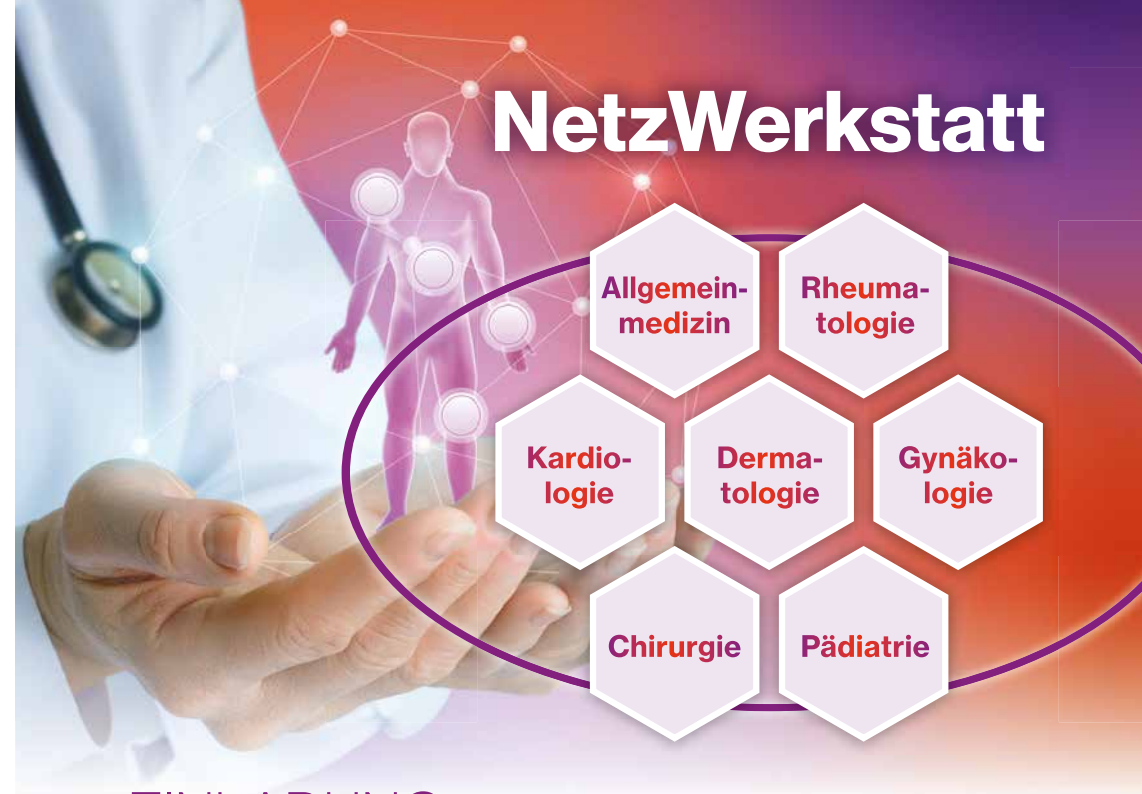 NetzWerkstatt
Allgemein-
medizin
Rheuma-
tologie
Kardio-
logie
Derma-
tologie
Gynäko-
logie
Chirurgie
Pädiatrie